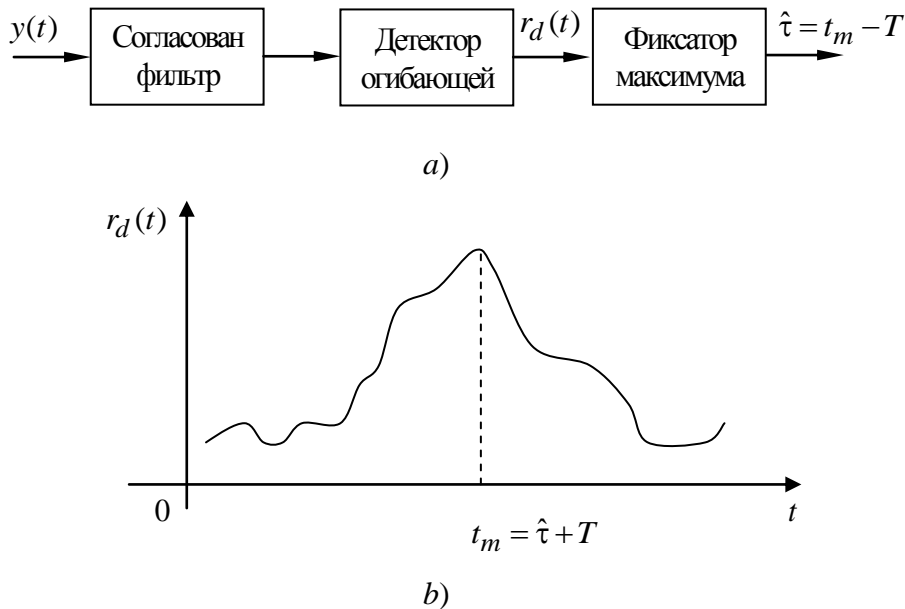 y(t)
Согласован
фильтр
Детектор
огибающей
r_d(t)
Фиксатор
максимума
τ̂ = t_m − T
a)
r_d(t)
0
t
t_m = τ̂ + T
b)